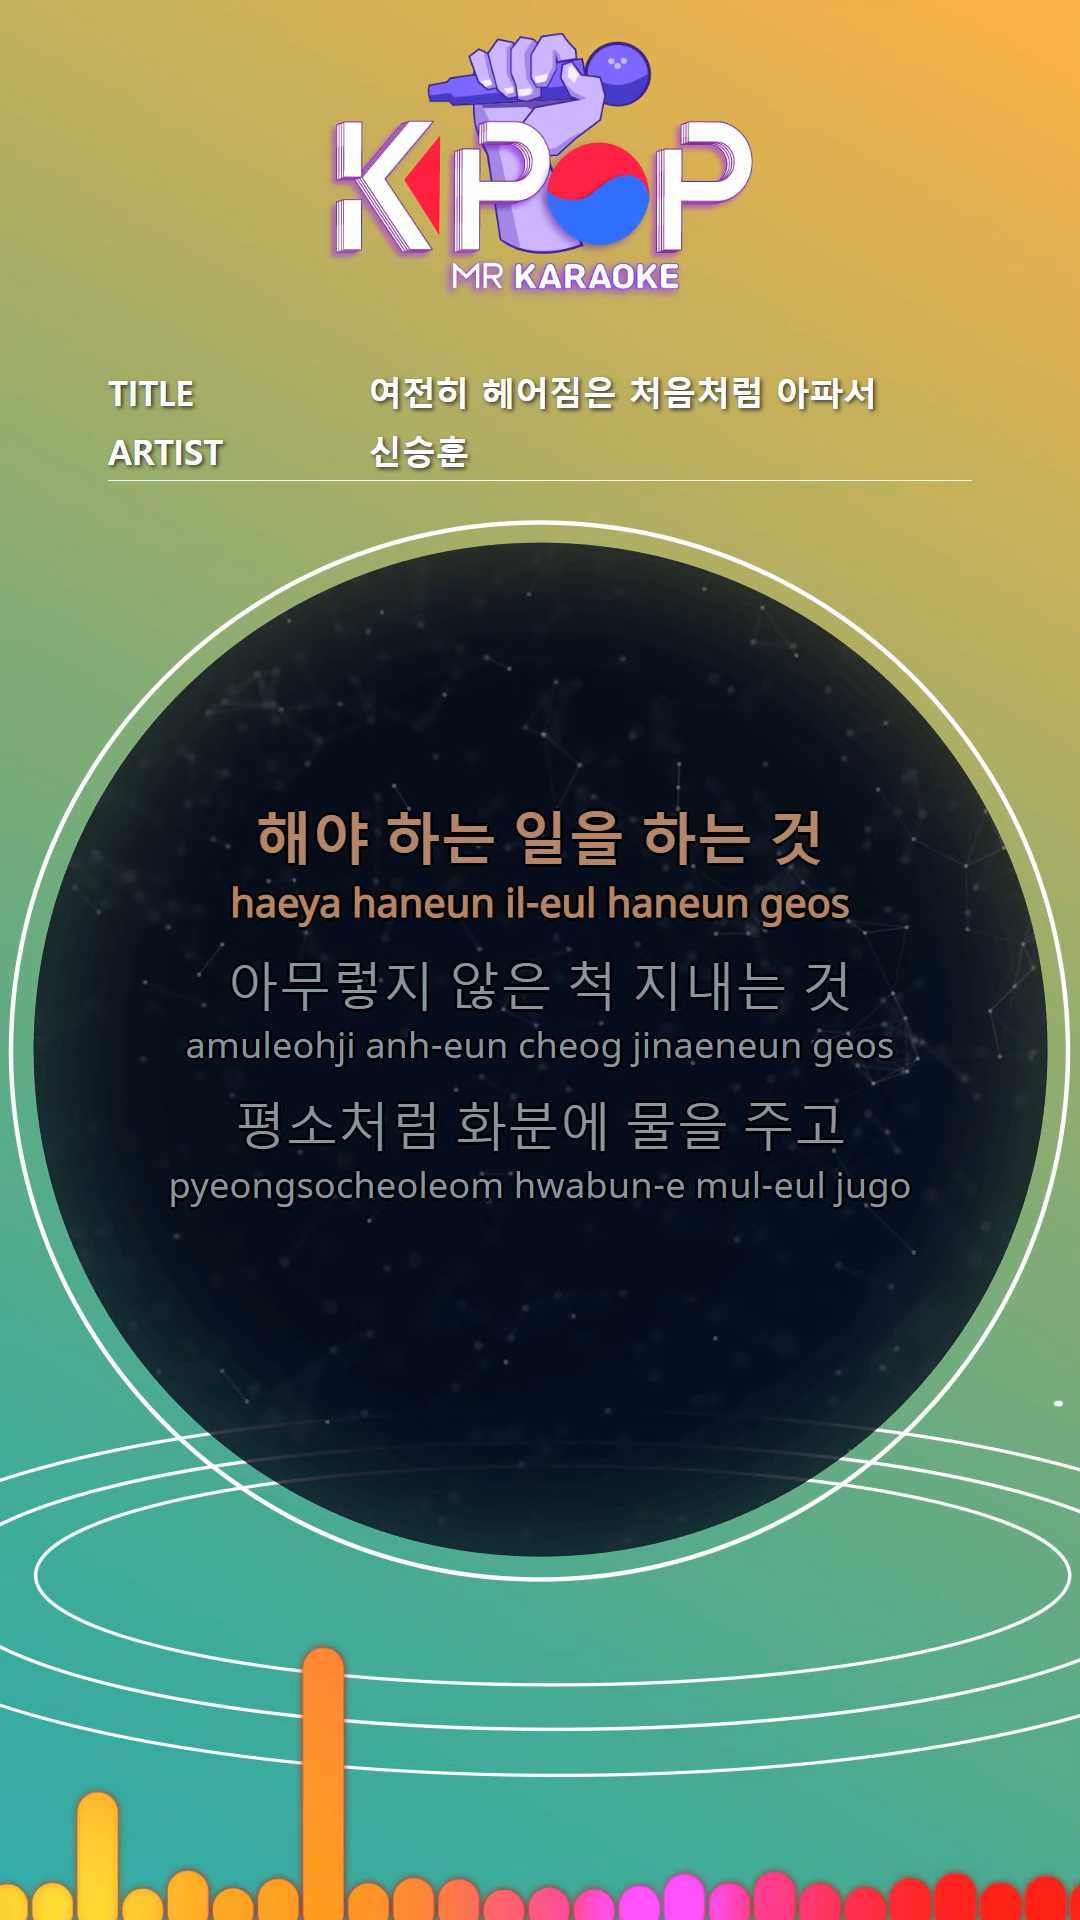 KPOP
MR KARAOKE
TITLE 여전히 헤어짐은 처음처럼 아파서
ARTIST 신승훈
해야 하는 일을 하는 것
haeya haneun il-eul haneun geos
아무렇지 않은 척 지내는 것
amuleohji anh-eun cheog jinaeneun geos
평소처럼 화분에 물을 주고
pyeongsocheoleom hwabun-e mul-eul jugo